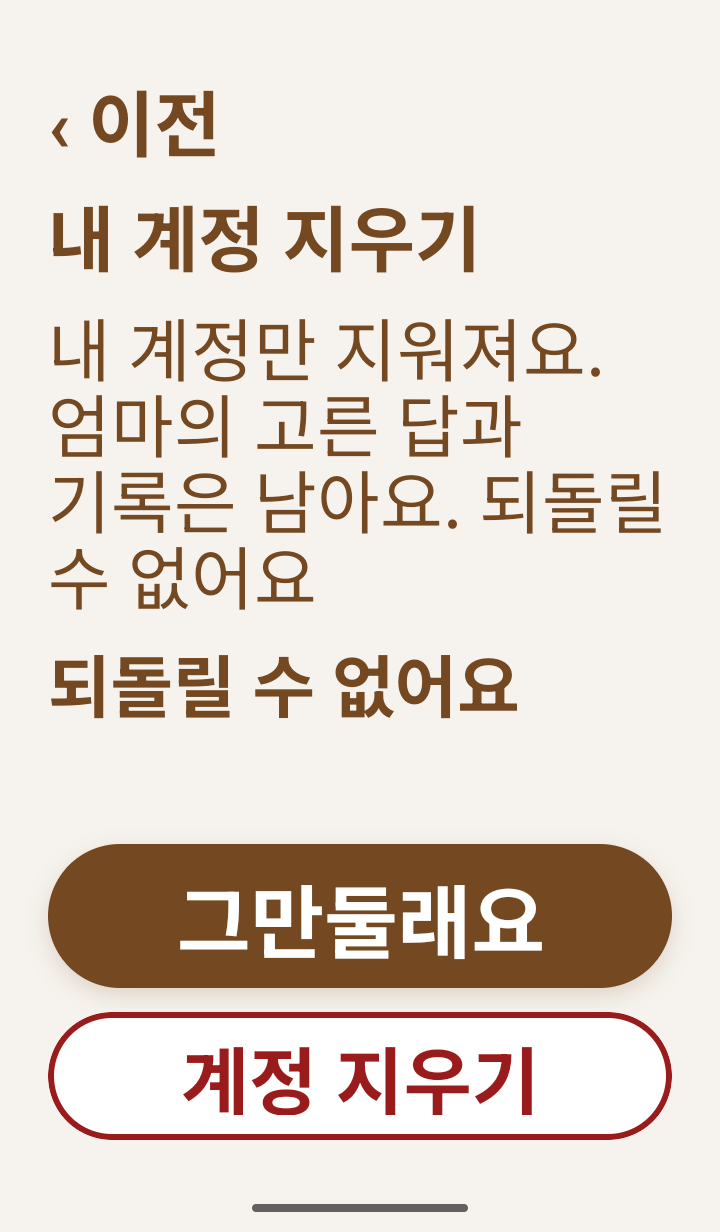 ‹ 이전
내 계정 지우기
내 계정만 지워져요.
엄마의 고른 답과
기록은 남아요. 되돌릴
수 없어요
되돌릴 수 없어요
그만둘래요
계정 지우기